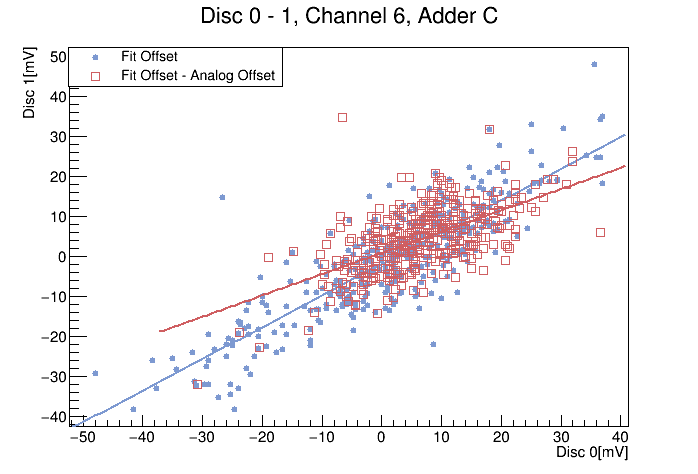 Disc 0 - 1, Channel 6, Adder C
Disc 1[mV]
Fit Offset
Fit Offset - Analog Offset
50
40
30
20
10
0
−10
−20
−30
−40
−50 −40 −30 −20 −10 0 10 20 30 40
Disc 0[mV]